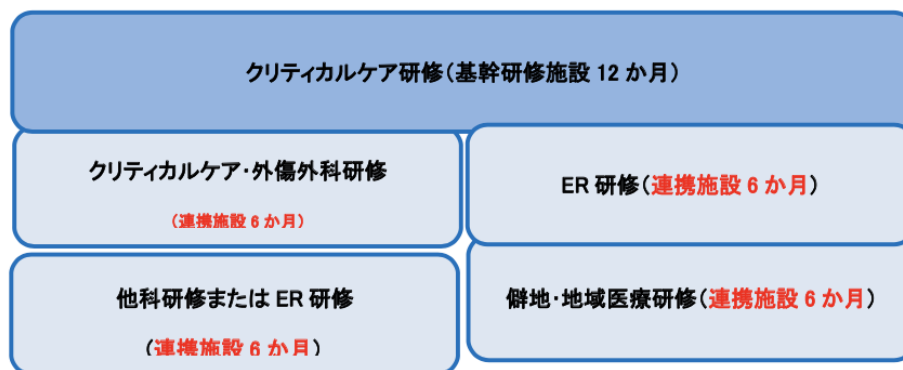 クリティカルケア研修(基幹研修施設 12 か月)
クリティカルケア・外傷外科研修
(連携施設 6 か月)
ER 研修(連携施設 6 か月)
他科研修または ER 研修
(連携施設 6 か月)
僻地・地域医療研修(連携施設 6 か月)